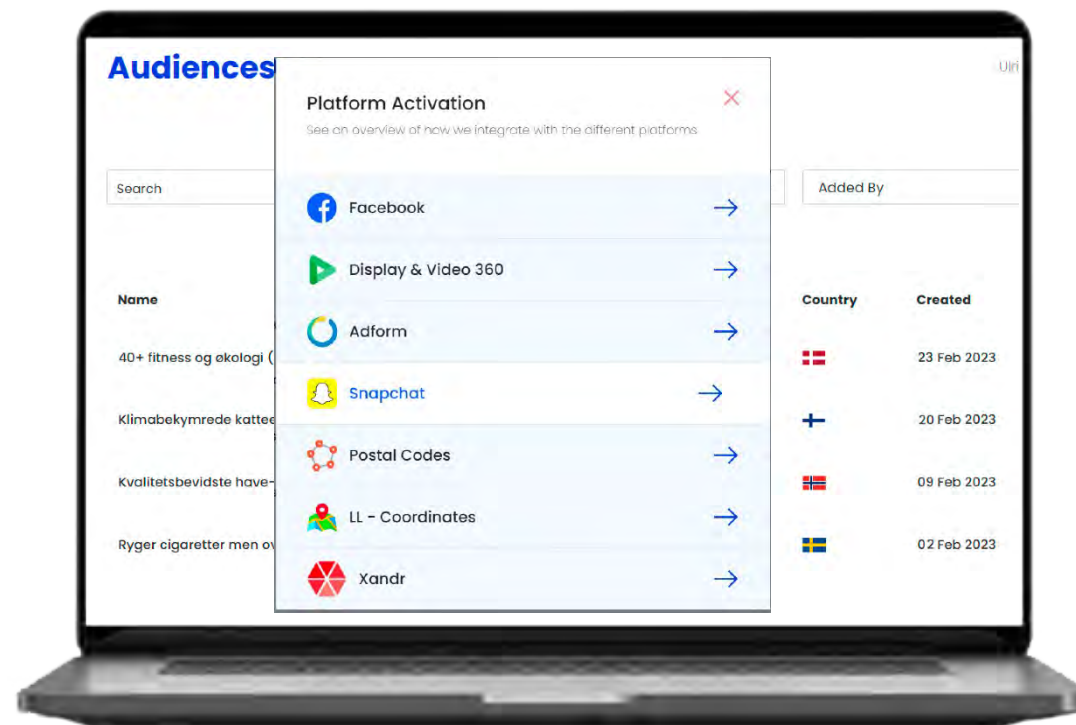 Audiences
Ulri
Platform Activation
See an overview of how we integrate with the different platforms
Search
Added By
Facebook
Display & Video 360
Name
Country
Created
Adform
40+ fitness og økologi (
23 Feb 2023
Snapchat
Klimabekymrede kattee
20 Feb 2023
Postal Codes
Kvalitetsbevidste have-
09 Feb 2023
LL - Coordinates
Ryger cigaretter men ov
02 Feb 2023
Xandr